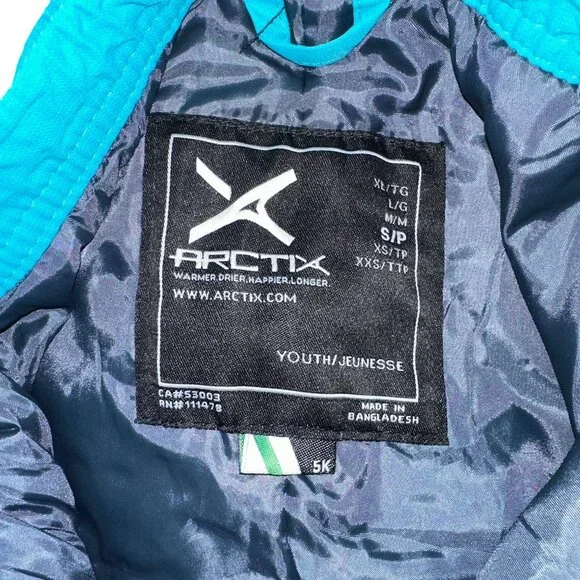 XL/TG
L/G
M/M
S/P
XS/TP
XXS/TTP
ARCTIX
WARMER.DRIER.HAPPIER.LONGER.
WWW.ARCTIX.COM
YOUTH/JEUNESSE
CA#53003
RN#111478
MADE IN
BANGLADESH
5K